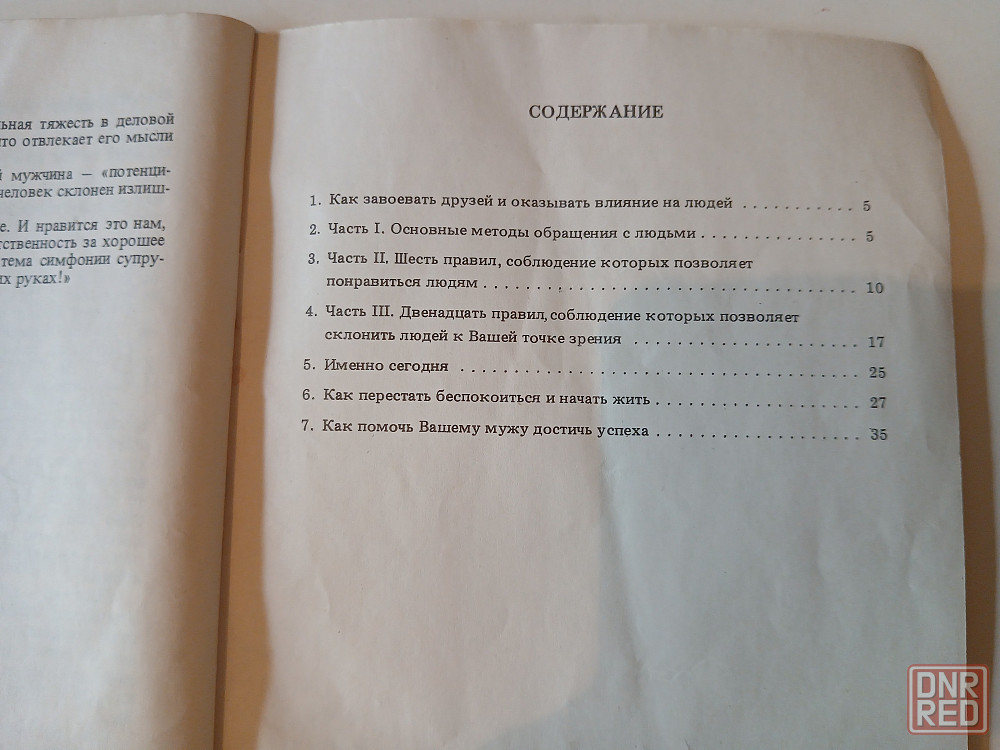 ьная тяжесть в деловой
что отвлекает его мысли
й мужчина — «потенци-
человек склонен излиш-
е. И нравится это нам,
тственность за хорошее
тема симфонии супру-
их руках!»
СОДЕРЖАНИЕ
1. Как завоевать друзей и оказывать влияние на людей . . . . . . . . . . . 5
2. Часть I. Основные методы обращения с людьми . . . . . . . . . . . . . . 5
3. Часть II. Шесть правил, соблюдение которых позволяет
понравиться людям . . . . . . . . . . . . . . . . . . . . . . . . . . . . . 10
4. Часть III. Двенадцать правил, соблюдение которых позволяет
склонить людей к Вашей точке зрения . . . . . . . . . . . . . . . . . . 17
5. Именно сегодня . . . . . . . . . . . . . . . . . . . . . . . . . . . . . . . 25
6. Как перестать беспокоиться и начать жить . . . . . . . . . . . . . . . . 27
7. Как помочь Вашему мужу достичь успеха . . . . . . . . . . . . . . . . 35
DNR
RED